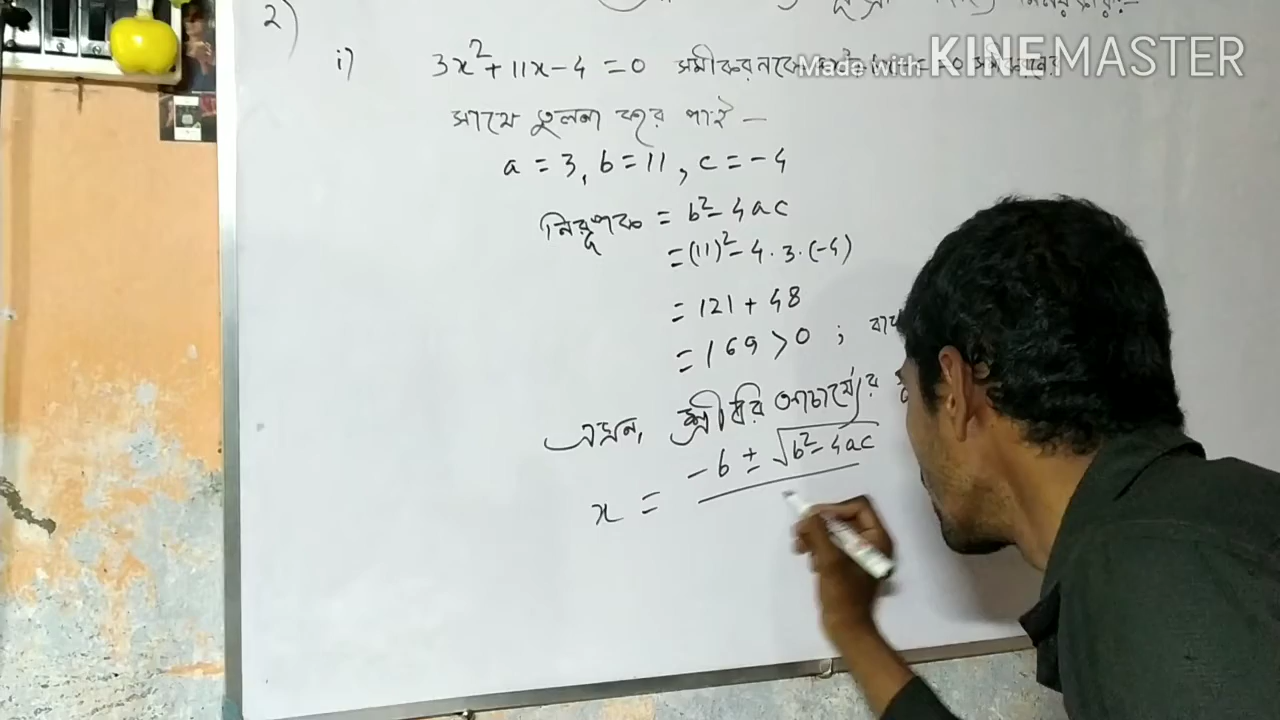 2)
i) 3x²+11x-4 =0 সমীকরনকে
Made with KINEMASTER
সাথে তুলনা করে পাই —
a = 3, b = 11, c = -4
নিরূপক = b²-4ac
= (11)²- 4·3·(-4)
= 121 + 48
= 169 > 0 ;
এখন, শ্রীধর আচার্য্যের
x = -b ± √b²-4ac